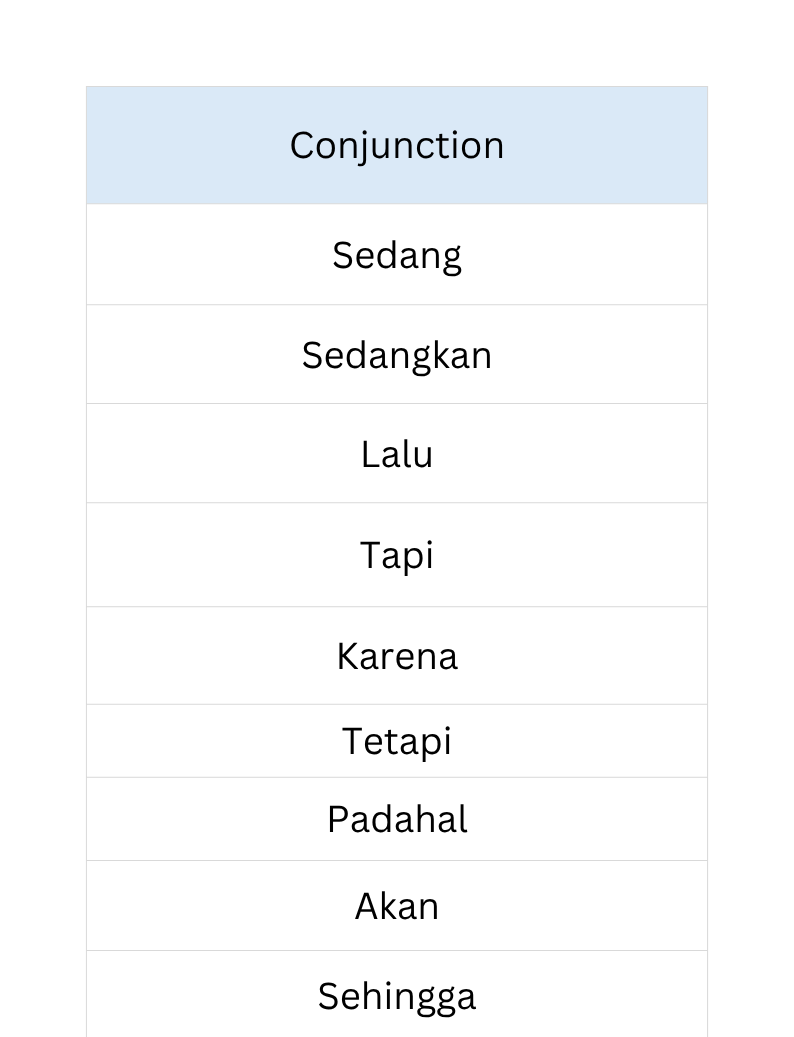 Conjunction
Sedang
Sedangkan
Lalu
Tapi
Karena
Tetapi
Padahal
Akan
Sehingga